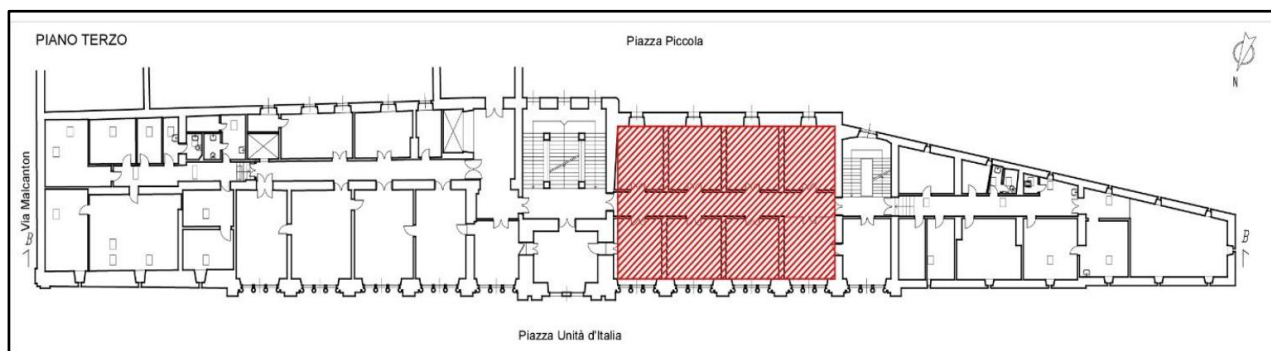 PIANO TERZO
Piazza Piccola
N
Via Malcanton
B
B
Piazza Unità d'Italia